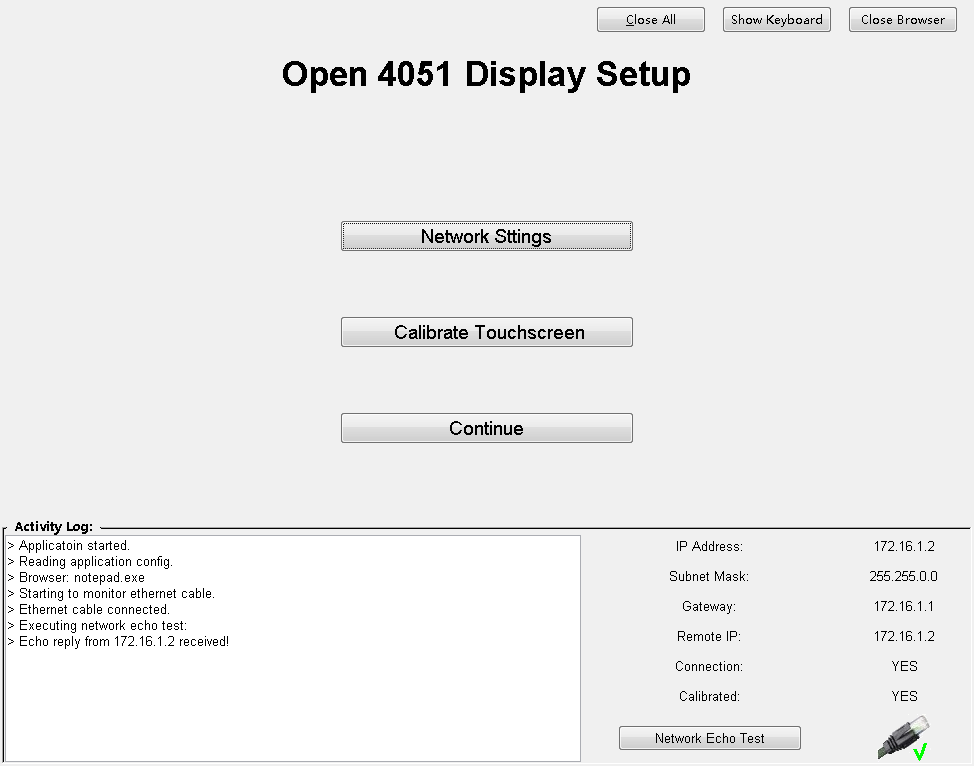 Close All
Show Keyboard
Close Browser
Open 4051 Display Setup
Network Sttings
Calibrate Touchscreen
Continue
Activity Log:
> Applicatoin started.
> Reading application config.
> Browser: notepad.exe
> Starting to monitor ethernet cable.
> Ethernet cable connected.
> Executing network echo test:
> Echo reply from 172.16.1.2 received!
IP Address: 172.16.1.2
Subnet Mask: 255.255.0.0
Gateway: 172.16.1.1
Remote IP: 172.16.1.2
Connection: YES
Calibrated: YES
Network Echo Test